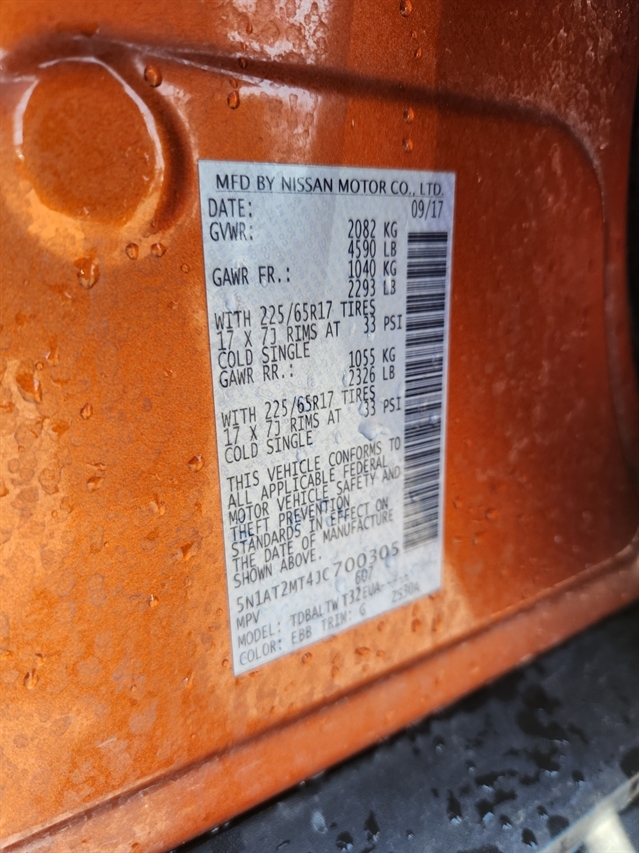 MFD BY NISSAN MOTOR CO., LTD.
DATE: 09/17
GVWR: 2082 KG
4590 LB
GAWR FR.: 1040 KG
2293 LB
WITH 225/65R17 TIRES
17 X 7J RIMS AT 33 PSI
COLD SINGLE
GAWR RR.: 1055 KG
2326 LB
WITH 225/65R17 TIRES
17 X 7J RIMS AT 33 PSI
COLD SINGLE
THIS VEHICLE CONFORMS TO
ALL APPLICABLE FEDERAL
MOTOR VEHICLE SAFETY AND
THEFT PREVENTION
STANDARDS IN EFFECT ON
THE DATE OF MANUFACTURE
SHOWN ABOVE.
5N1AT2MT4JC700305
MPV 607
MODEL: TDBALTW T32EUA
COLOR: EBB TRIM: G ZS30A